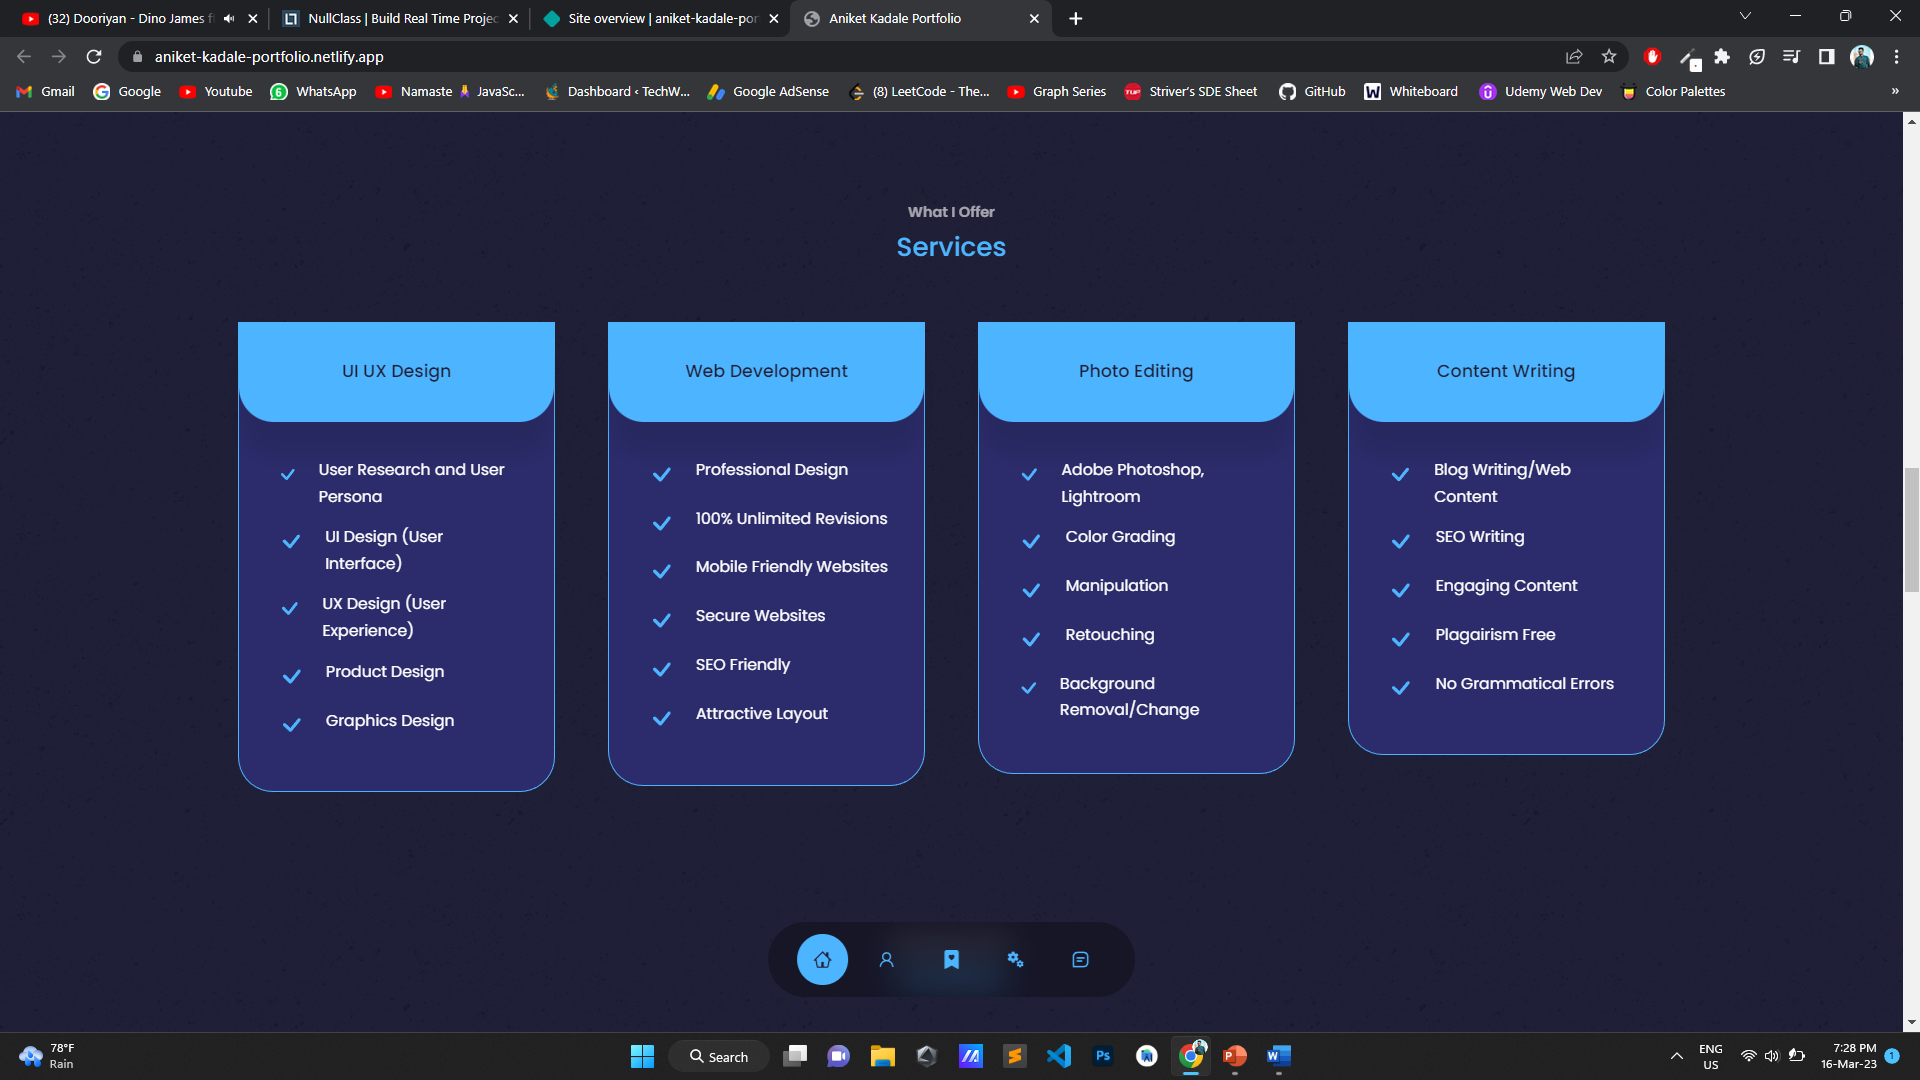 (32) Dooriyan - Dino James f
NullClass | Build Real Time Projec
Site overview | aniket-kadale-por
Aniket Kadale Portfolio
aniket-kadale-portfolio.netlify.app
Gmail
Google
Youtube
6
WhatsApp
Namaste
JavaSc...
Dashboard ‹ TechW...
Google AdSense
(8) LeetCode - The...
Graph Series
TUF
Striver's SDE Sheet
GitHub
W
Whiteboard
Udemy Web Dev
Color Palettes
»
What I Offer
Services
UI UX Design
User Research and User
Persona
UI Design (User
Interface)
UX Design (User
Experience)
Product Design
Graphics Design
Web Development
Professional Design
100% Unlimited Revisions
Mobile Friendly Websites
Secure Websites
SEO Friendly
Attractive Layout
Photo Editing
Adobe Photoshop,
Lightroom
Color Grading
Manipulation
Retouching
Background
Removal/Change
Content Writing
Blog Writing/Web
Content
SEO Writing
Engaging Content
Plagairism Free
No Grammatical Errors
78°F
Rain
Search
Ps
P
W
ENG
US
7:28 PM
16-Mar-23
1